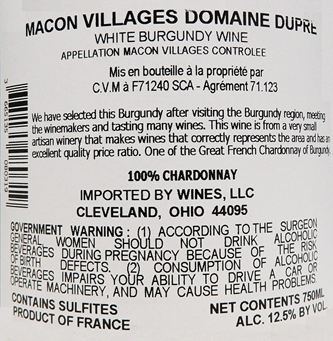 MACON VILLAGES DOMAINE DUPRE
WHITE BURGUNDY WINE
APPELLATION MACON VILLAGES CONTROLEE
Mis en bouteille à la propriété par
C.V.M à F71240 SCA - Agrément 71.123
We have selected this Burgundy after visiting the Burgundy region, meeting
the winemakers and tasting many wines. This wine is from a very small
artisan winery that makes wines that correctly represents the area and has an
excellent quality price ratio. One of the Great French Chardonnay of Burgundy.
100% CHARDONNAY
IMPORTED BY WINES, LLC
CLEVELAND, OHIO 44095
GOVERNMENT WARNING: (1) ACCORDING TO THE SURGEON
GENERAL, WOMEN SHOULD NOT DRINK ALCOHOLIC
BEVERAGES DURING PREGNANCY BECAUSE OF THE RISK
OF BIRTH DEFECTS. (2) CONSUMPTION OF ALCOHOLIC
BEVERAGES IMPAIRS YOUR ABILITY TO DRIVE A CAR OR
OPERATE MACHINERY, AND MAY CAUSE HEALTH PROBLEMS.
CONTAINS SULFITES
PRODUCT OF FRANCE
NET CONTENTS 750ML
ALC. 12.5% BY VOL.